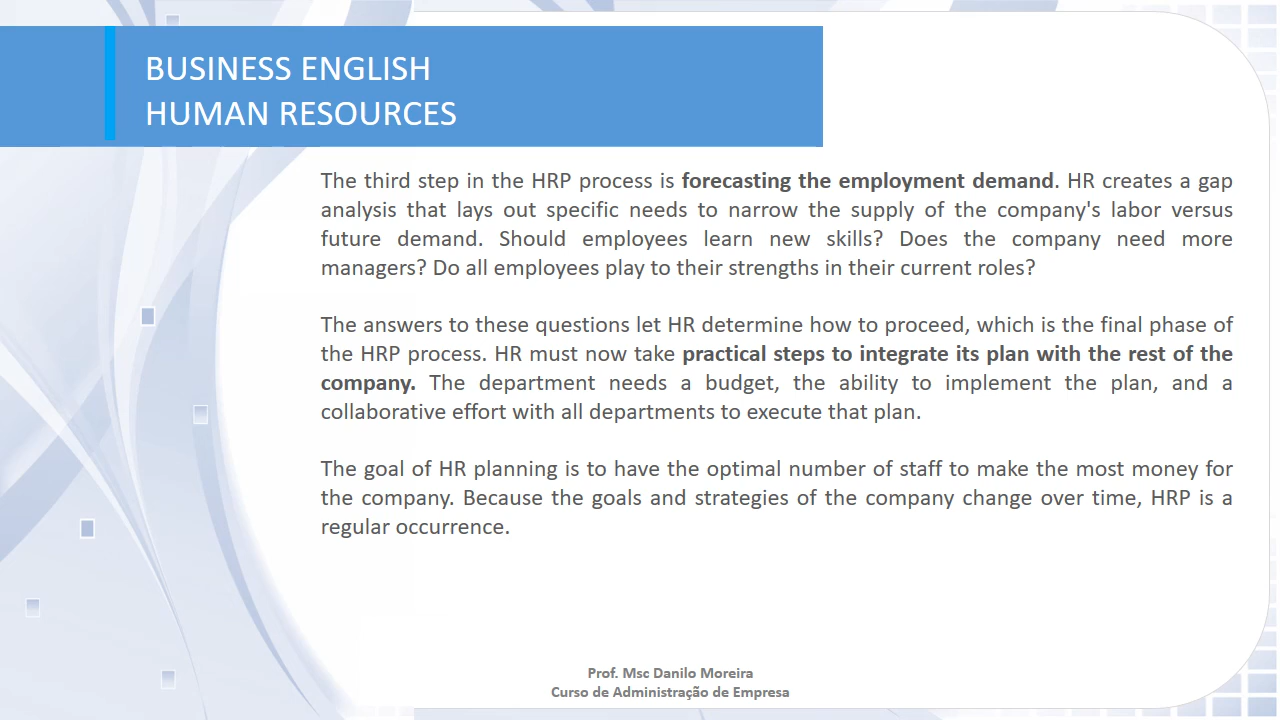 BUSINESS ENGLISH
HUMAN RESOURCES
The third step in the HRP process is forecasting the employment demand. HR creates a gap
analysis that lays out specific needs to narrow the supply of the company's labor versus
future demand. Should employees learn new skills? Does the company need more
managers? Do all employees play to their strengths in their current roles?
The answers to these questions let HR determine how to proceed, which is the final phase of
the HRP process. HR must now take practical steps to integrate its plan with the rest of the
company. The department needs a budget, the ability to implement the plan, and a
collaborative effort with all departments to execute that plan.
The goal of HR planning is to have the optimal number of staff to make the most money for
the company. Because the goals and strategies of the company change over time, HRP is a
regular occurrence.
Prof. Msc Danilo Moreira
Curso de Administração de Empresa